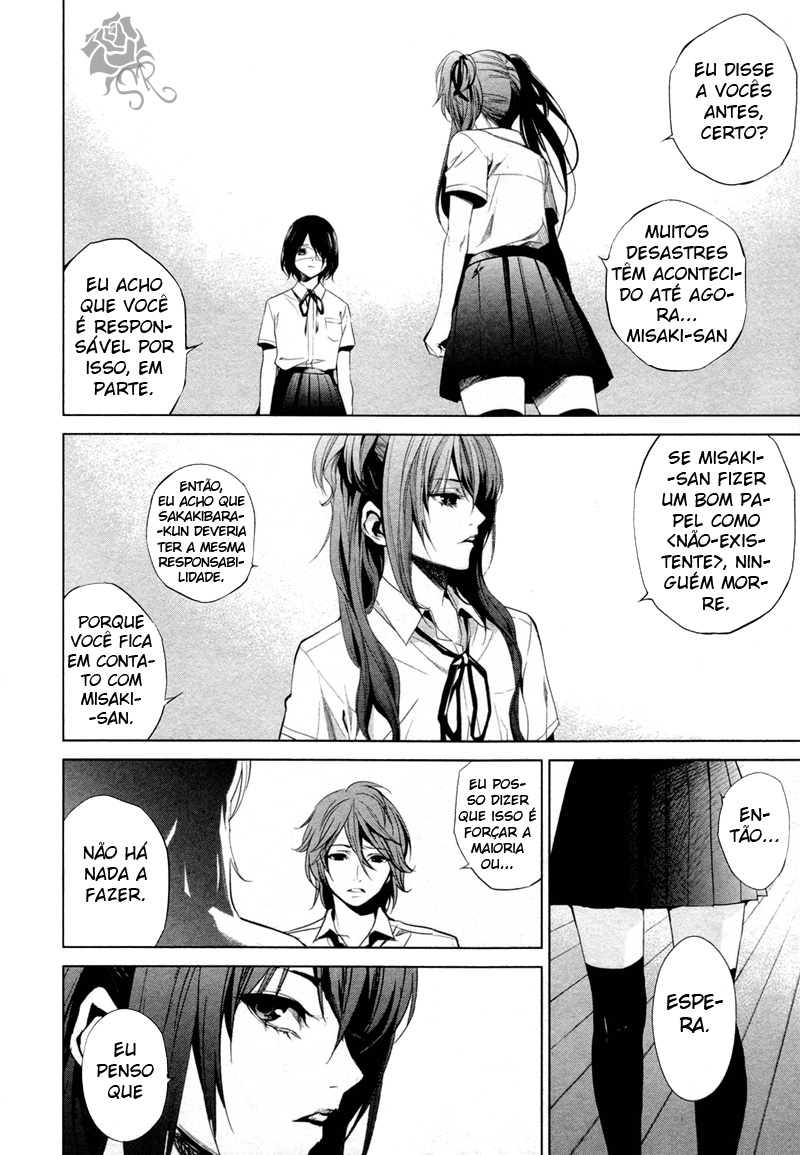 SR
EU DISSE
A VOCÊS
ANTES,
CERTO?
MUITOS
DESASTRES
TÊM ACONTECI-
DO ATÉ AGO-
RA...
MISAKI-SAN
EU ACHO
QUE VOCÊ
É RESPON-
SÁVEL POR
ISSO, EM
PARTE.
SE MISAKI-
-SAN FIZER
UM BOM PA-
PEL COMO
<NÃO-EXIS-
TENTE>, NIN-
GUÉM MOR-
RE.
ENTÃO,
EU ACHO QUE
SAKAKIBARA-
-KUN DEVERIA
TER A MESMA
RESPONSABI-
LIDADE.
PORQUE
VOCÊ FICA
EM CONTA-
TO COM
MISAKI-
-SAN.
EN-
TÃO...
ESPE-
RA.
EU POS-
SO DIZER
QUE ISSO É
FORÇAR A
MAIORIA
OU...
NÃO HÁ
NADA A
FAZER.
EU
PENSO
QUE